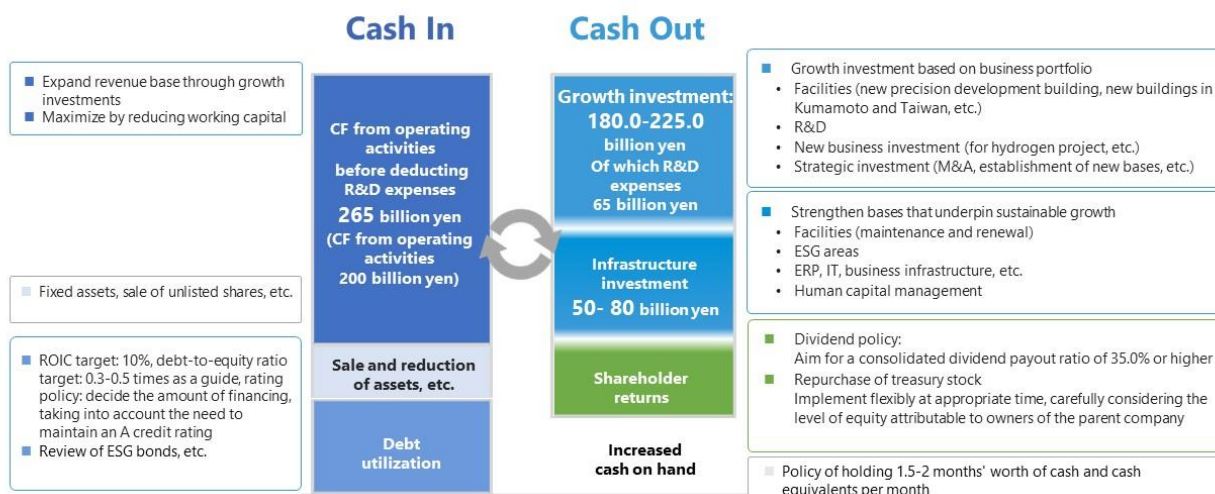 Cash In
Cash Out
Expand revenue base through growth
investments
Maximize by reducing working capital
Fixed assets, sale of unlisted shares, etc.
ROIC target: 10%, debt-to-equity ratio
target: 0.3-0.5 times as a guide, rating
policy: decide the amount of financing,
taking into account the need to
maintain an A credit rating
Review of ESG bonds, etc.
CF from operating
activities
before deducting
R&D expenses
265 billion yen
(CF from operating
activities
200 billion yen)
Sale and reduction
of assets, etc.
Debt
utilization
Growth investment:
180.0-225.0
billion yen
Of which R&D
expenses
65 billion yen
Infrastructure
investment
50- 80 billion yen
Shareholder
returns
Increased
cash on hand
Growth investment based on business portfolio
• Facilities (new precision development building, new buildings in
Kumamoto and Taiwan, etc.)
• R&D
• New business investment (for hydrogen project, etc.)
• Strategic investment (M&A, establishment of new bases, etc.)
Strengthen bases that underpin sustainable growth
• Facilities (maintenance and renewal)
• ESG areas
• ERP, IT, business infrastructure, etc.
• Human capital management
Dividend policy:
Aim for a consolidated dividend payout ratio of 35.0% or higher
Repurchase of treasury stock
Implement flexibly at appropriate time, carefully considering the
level of equity attributable to owners of the parent company
Policy of holding 1.5-2 months' worth of cash and cash
equivalents per month